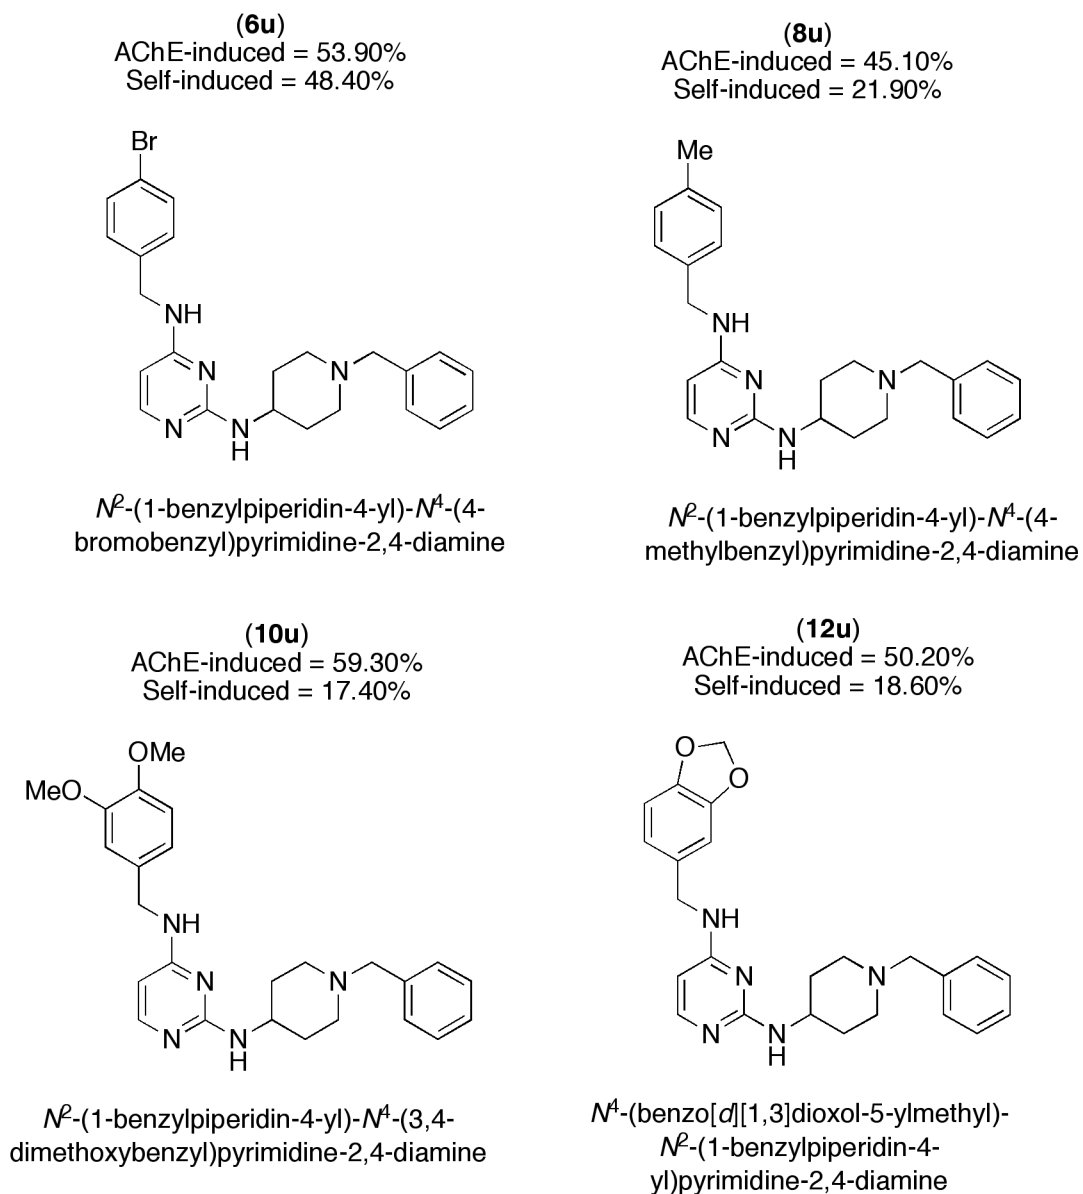 (6u)
AChE-induced = 53.90%
Self-induced = 48.40%
Br
NH
N
N
N
H
N
N²-(1-benzylpiperidin-4-yl)-N⁴-(4-
bromobenzyl)pyrimidine-2,4-diamine
(8u)
AChE-induced = 45.10%
Self-induced = 21.90%
Me
NH
N
N
N
H
N
N²-(1-benzylpiperidin-4-yl)-N⁴-(4-
methylbenzyl)pyrimidine-2,4-diamine
(10u)
AChE-induced = 59.30%
Self-induced = 17.40%
OMe
MeO
NH
N
N
N
H
N
N²-(1-benzylpiperidin-4-yl)-N⁴-(3,4-
dimethoxybenzyl)pyrimidine-2,4-diamine
(12u)
AChE-induced = 50.20%
Self-induced = 18.60%
O
O
NH
N
N
N
H
N
N⁴-(benzo[d][1,3]dioxol-5-ylmethyl)-
N²-(1-benzylpiperidin-4-
yl)pyrimidine-2,4-diamine